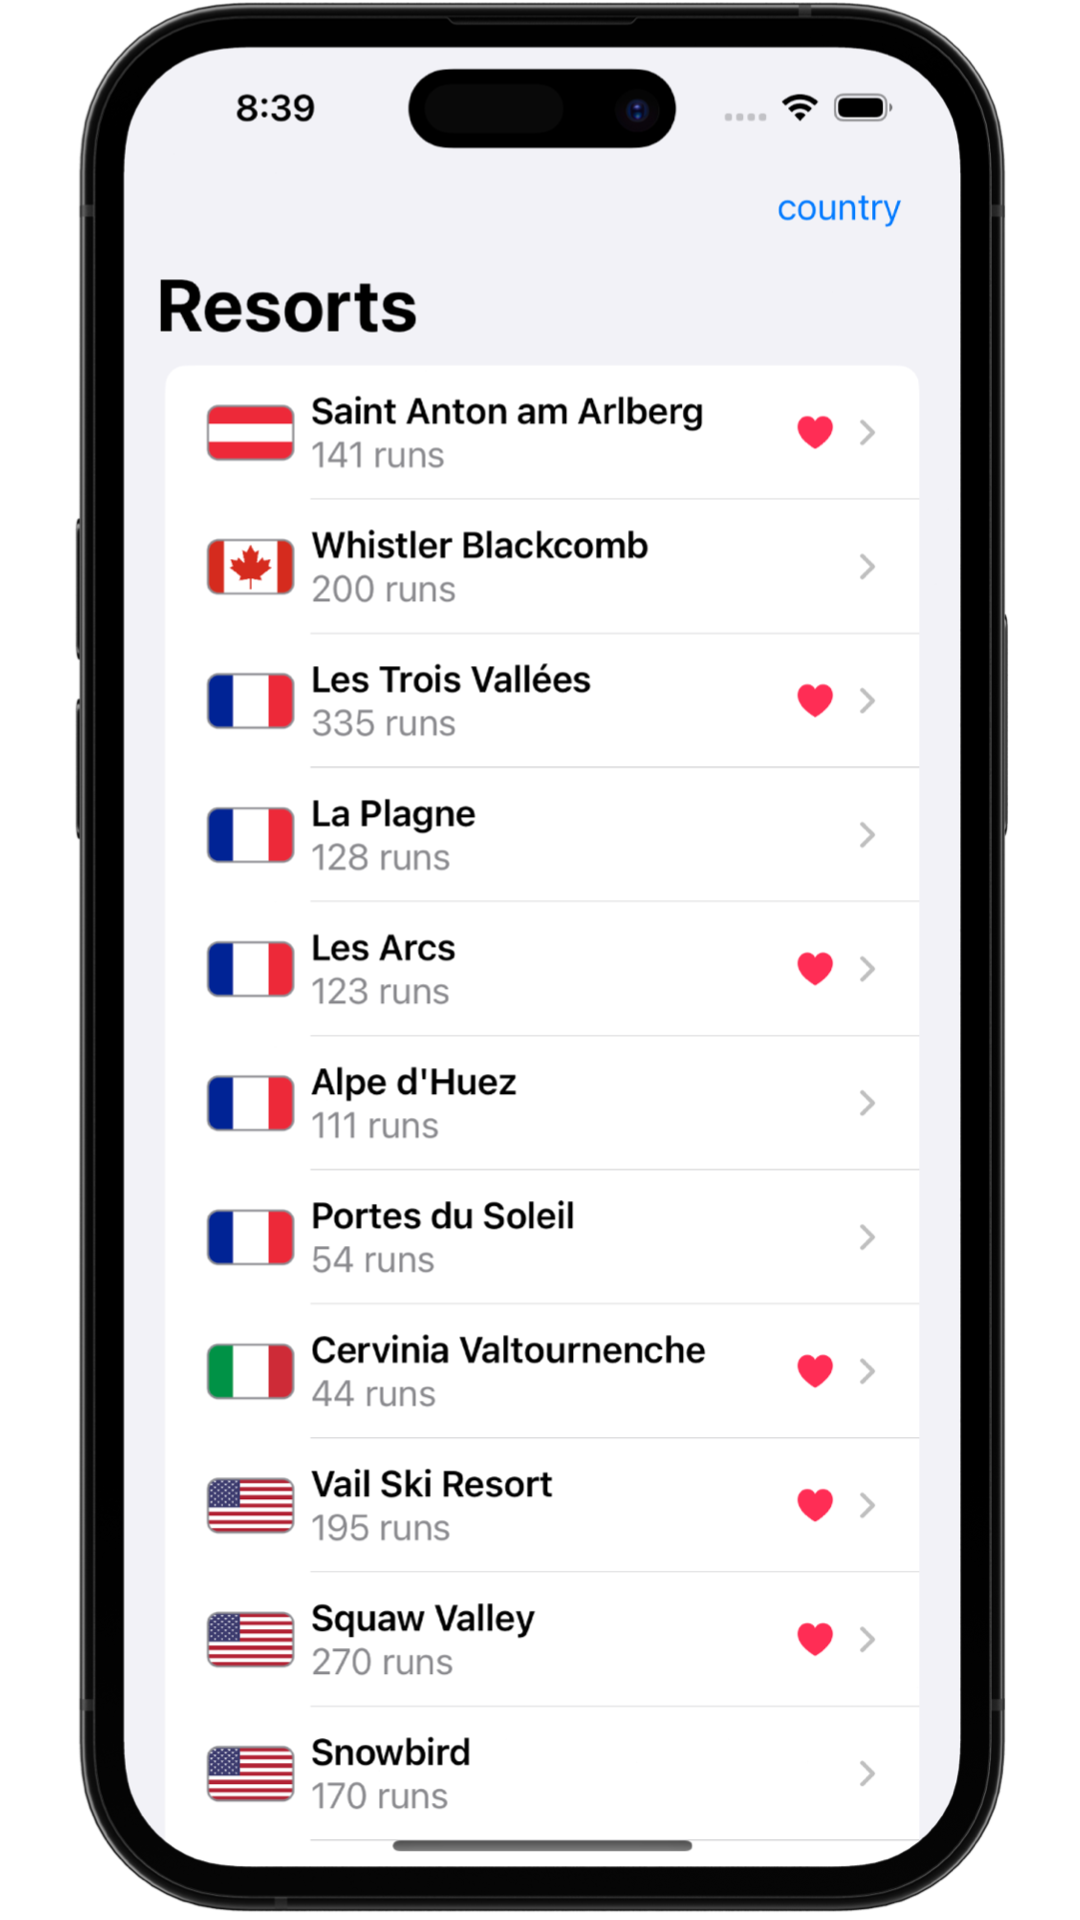 8:39
country
Resorts
Saint Anton am Arlberg
141 runs
Whistler Blackcomb
200 runs
Les Trois Vallées
335 runs
La Plagne
128 runs
Les Arcs
123 runs
Alpe d'Huez
111 runs
Portes du Soleil
54 runs
Cervinia Valtournenche
44 runs
Vail Ski Resort
195 runs
Squaw Valley
270 runs
Snowbird
170 runs